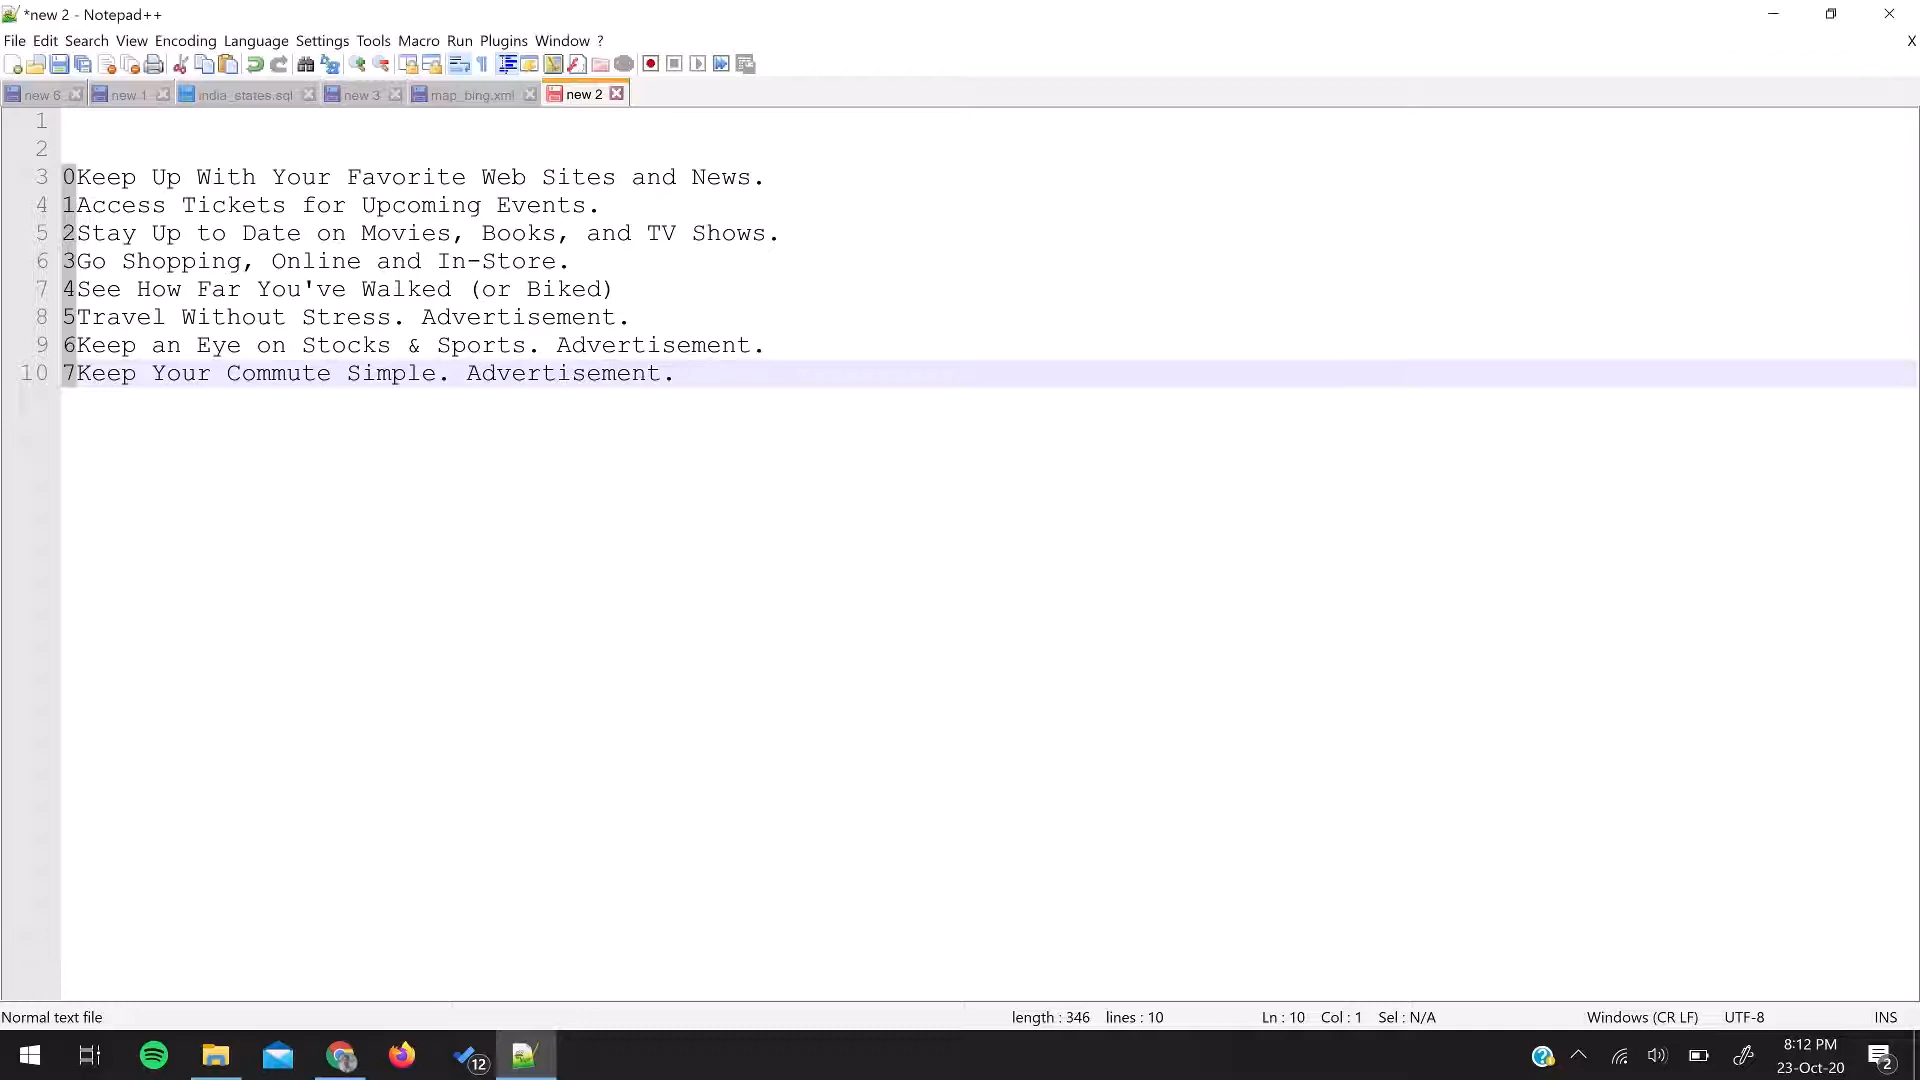 *new 2 - Notepad++
File Edit Search View Encoding Language Settings Tools Macro Run Plugins Window ?
X
new 6 new 1 india_states.sql new 3 map_bing.xml new 2
1
2
3 0Keep Up With Your Favorite Web Sites and News.
4 1Access Tickets for Upcoming Events.
5 2Stay Up to Date on Movies, Books, and TV Shows.
6 3Go Shopping, Online and In-Store.
7 4See How Far You've Walked (or Biked)
8 5Travel Without Stress. Advertisement.
9 6Keep an Eye on Stocks & Sports. Advertisement.
10 7Keep Your Commute Simple. Advertisement.
Normal text file length : 346 lines : 10 Ln : 10 Col : 1 Sel : N/A Windows (CR LF) UTF-8 INS
12
8:12 PM
23-Oct-20
2